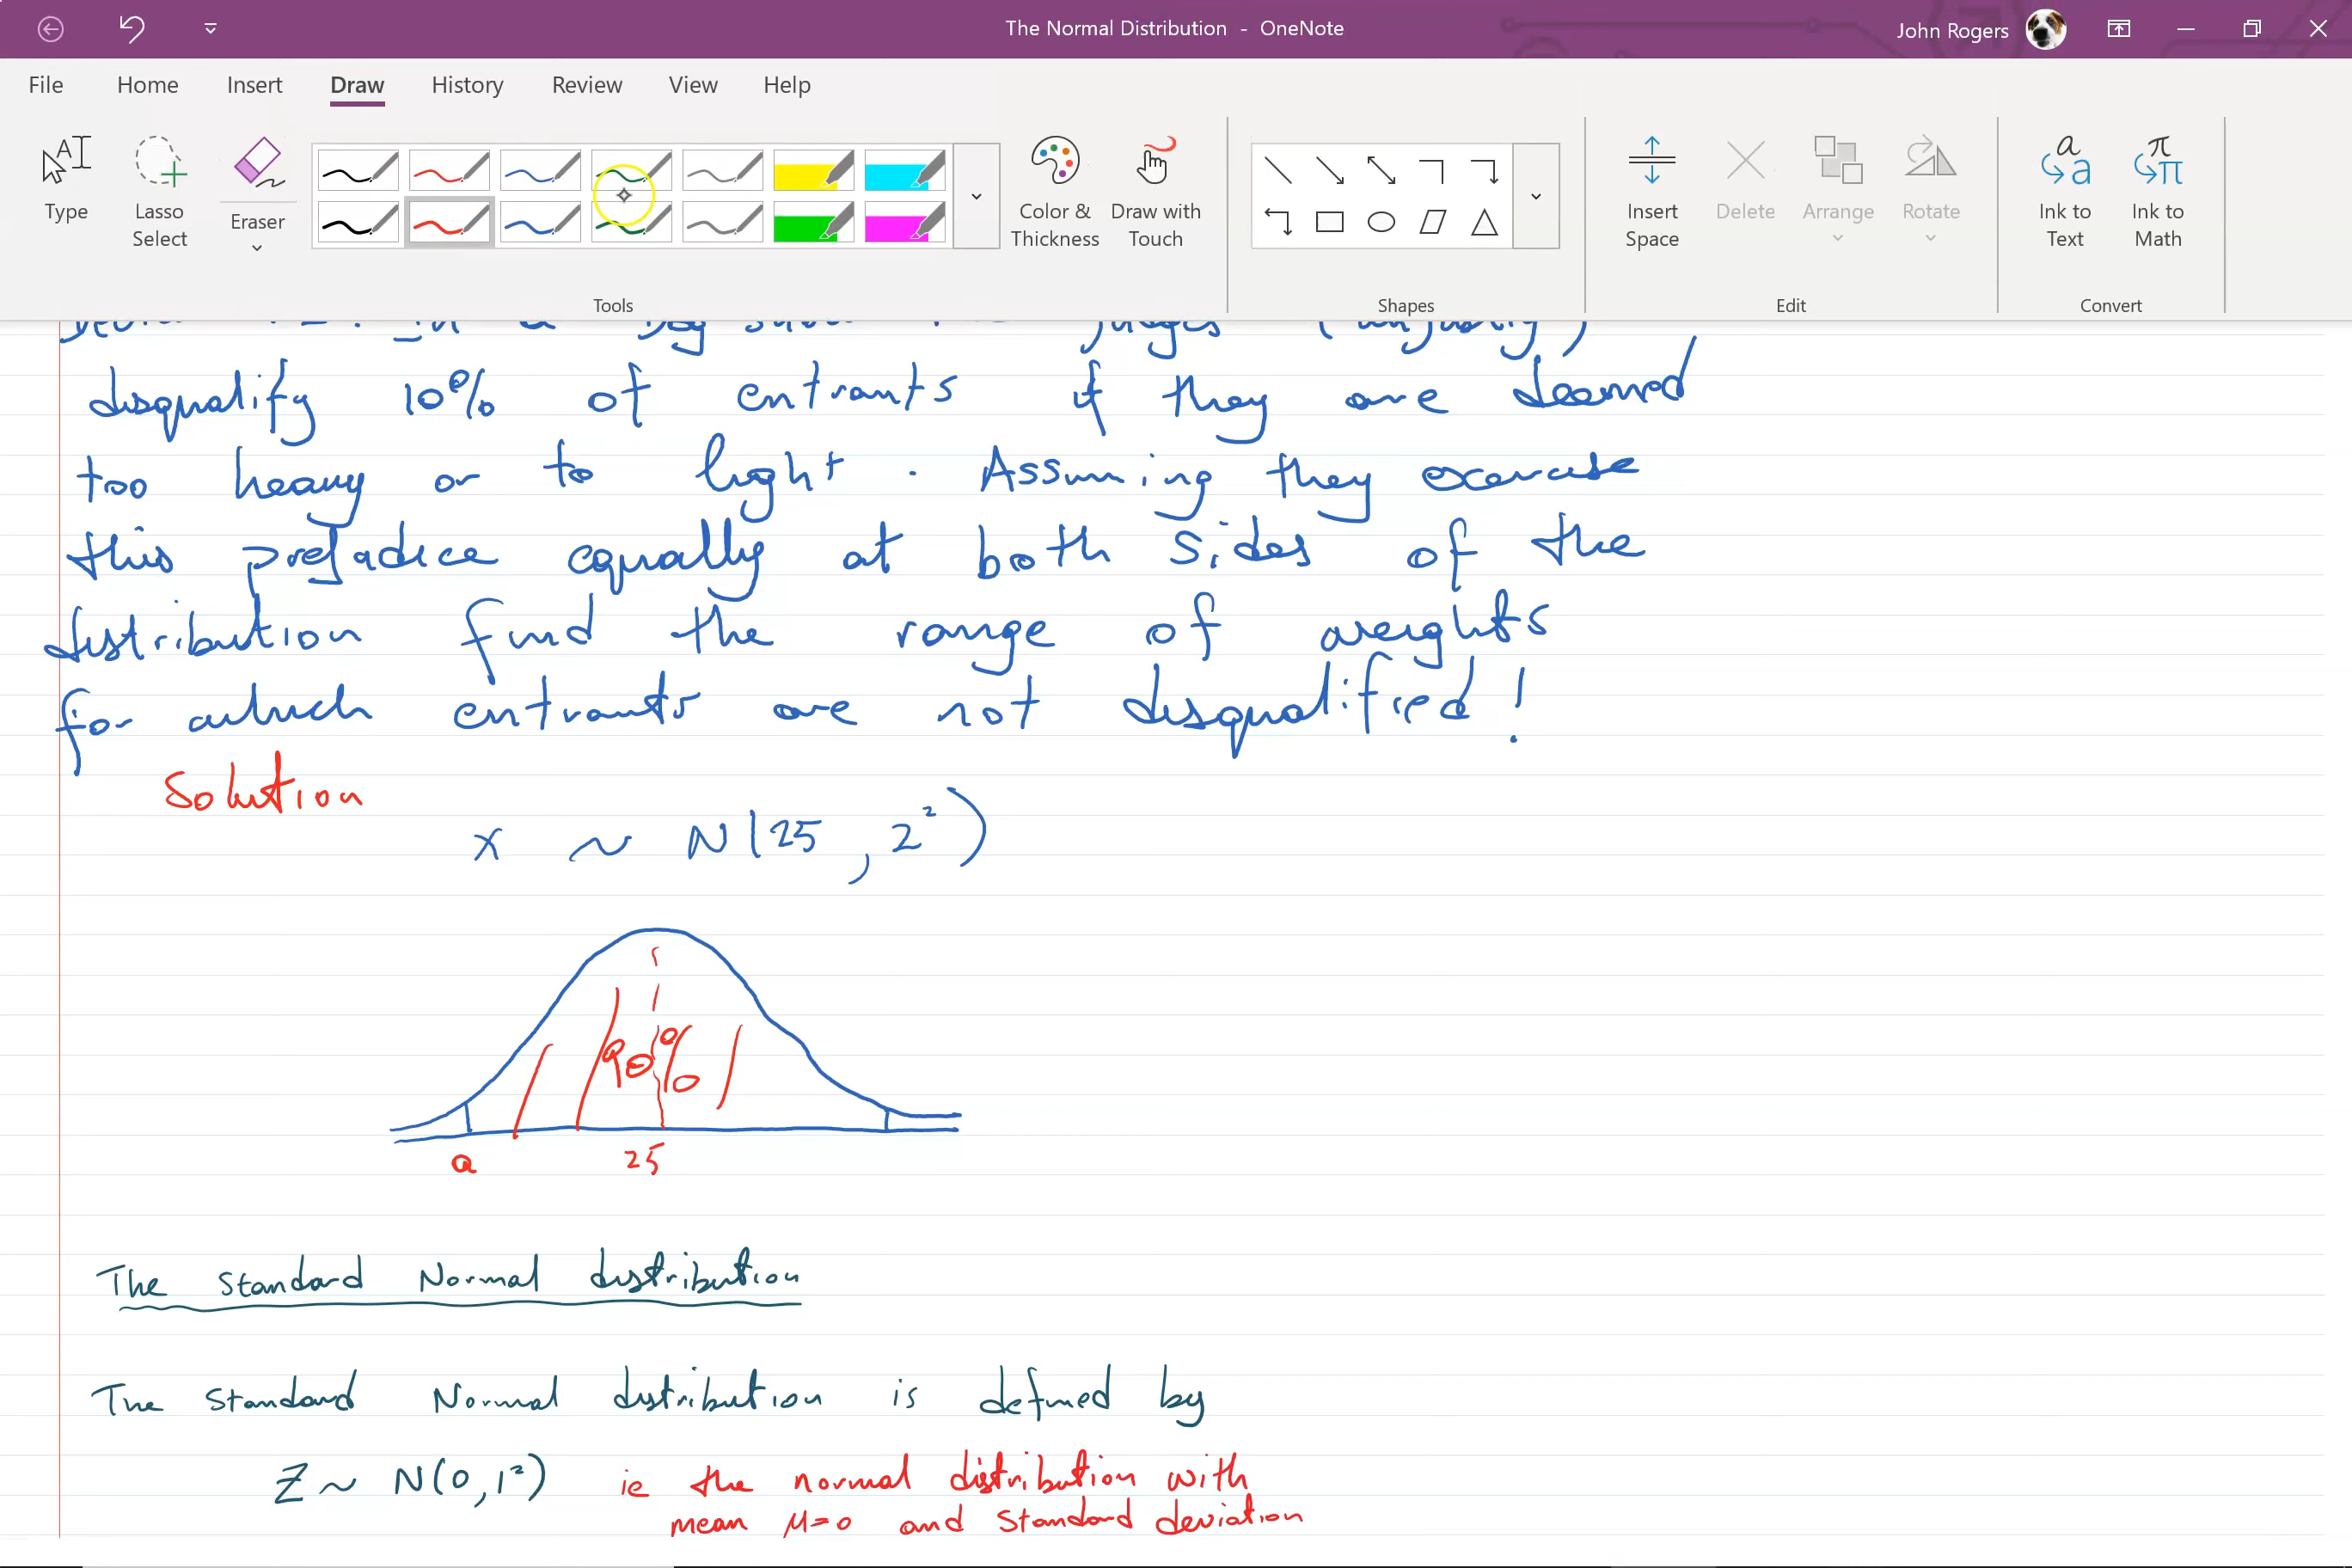 The Normal Distribution - OneNote
John Rogers
File Home Insert Draw History Review View Help
Type
Lasso Select
Eraser
Color & Thickness
Draw with Touch
Insert Space
Delete
Arrange
Rotate
Ink to Text
Ink to Math
Tools
Shapes
Edit
Convert
disqualify 10% of entrants if they are deemed
too heavy or to light. Assuming they exercise
this prejudice equally at both sides of the
distribution find the range of weights
for which entrants are not disqualified!
Solution
X ~ N(25, 2²)
90%
a 25
The Standard Normal distribution
The Standard Normal distribution is defined by
Z ~ N(0, 1²) ie the normal distribution with
mean μ=0 and standard deviation